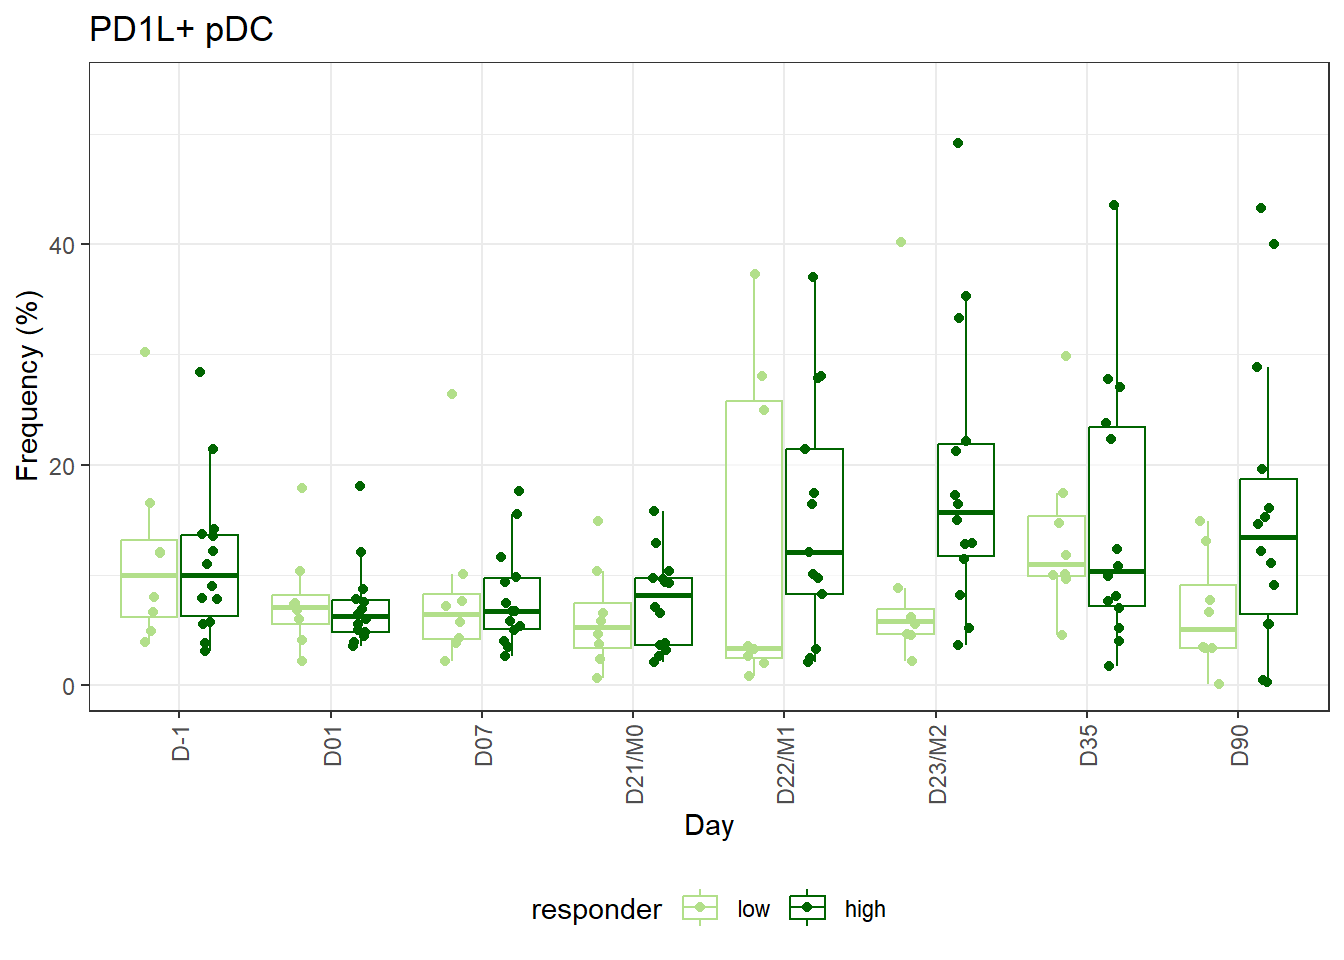 PD1L+ pDC
Frequency (%)
40
20
0
D-1
D01
D07
D21/M0
D22/M1
D23/M2
D35
D90
Day
responder low high